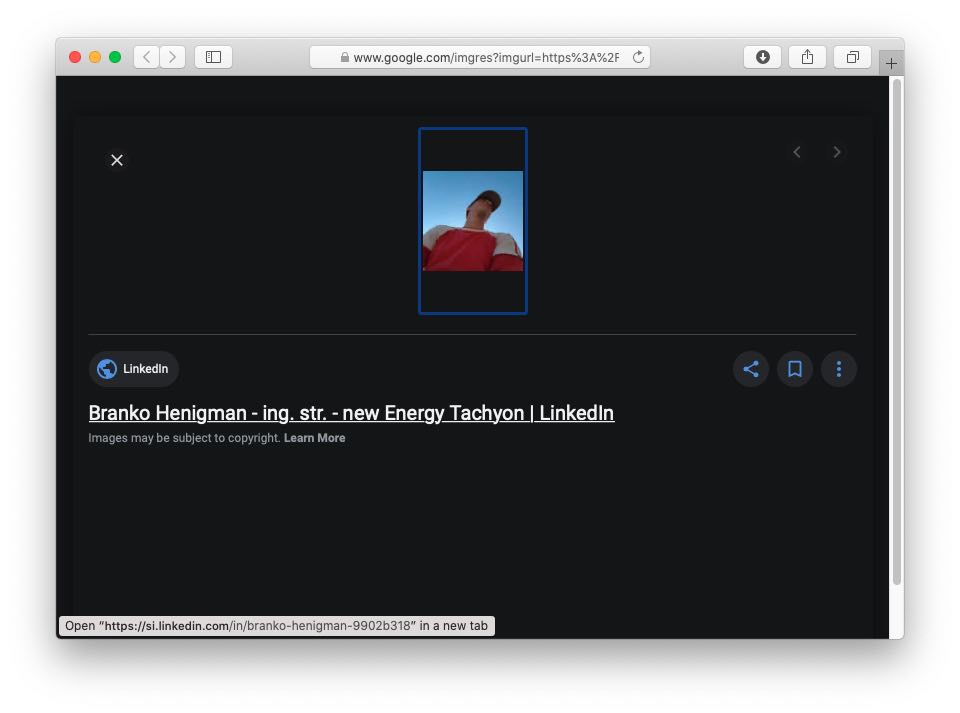 www.google.com/imgres?imgurl=https%3A%2F
LinkedIn
Branko Henigman - ing. str. - new Energy Tachyon | LinkedIn
Images may be subject to copyright. Learn More
Open “https://si.linkedin.com/in/branko-henigman-9902b318” in a new tab